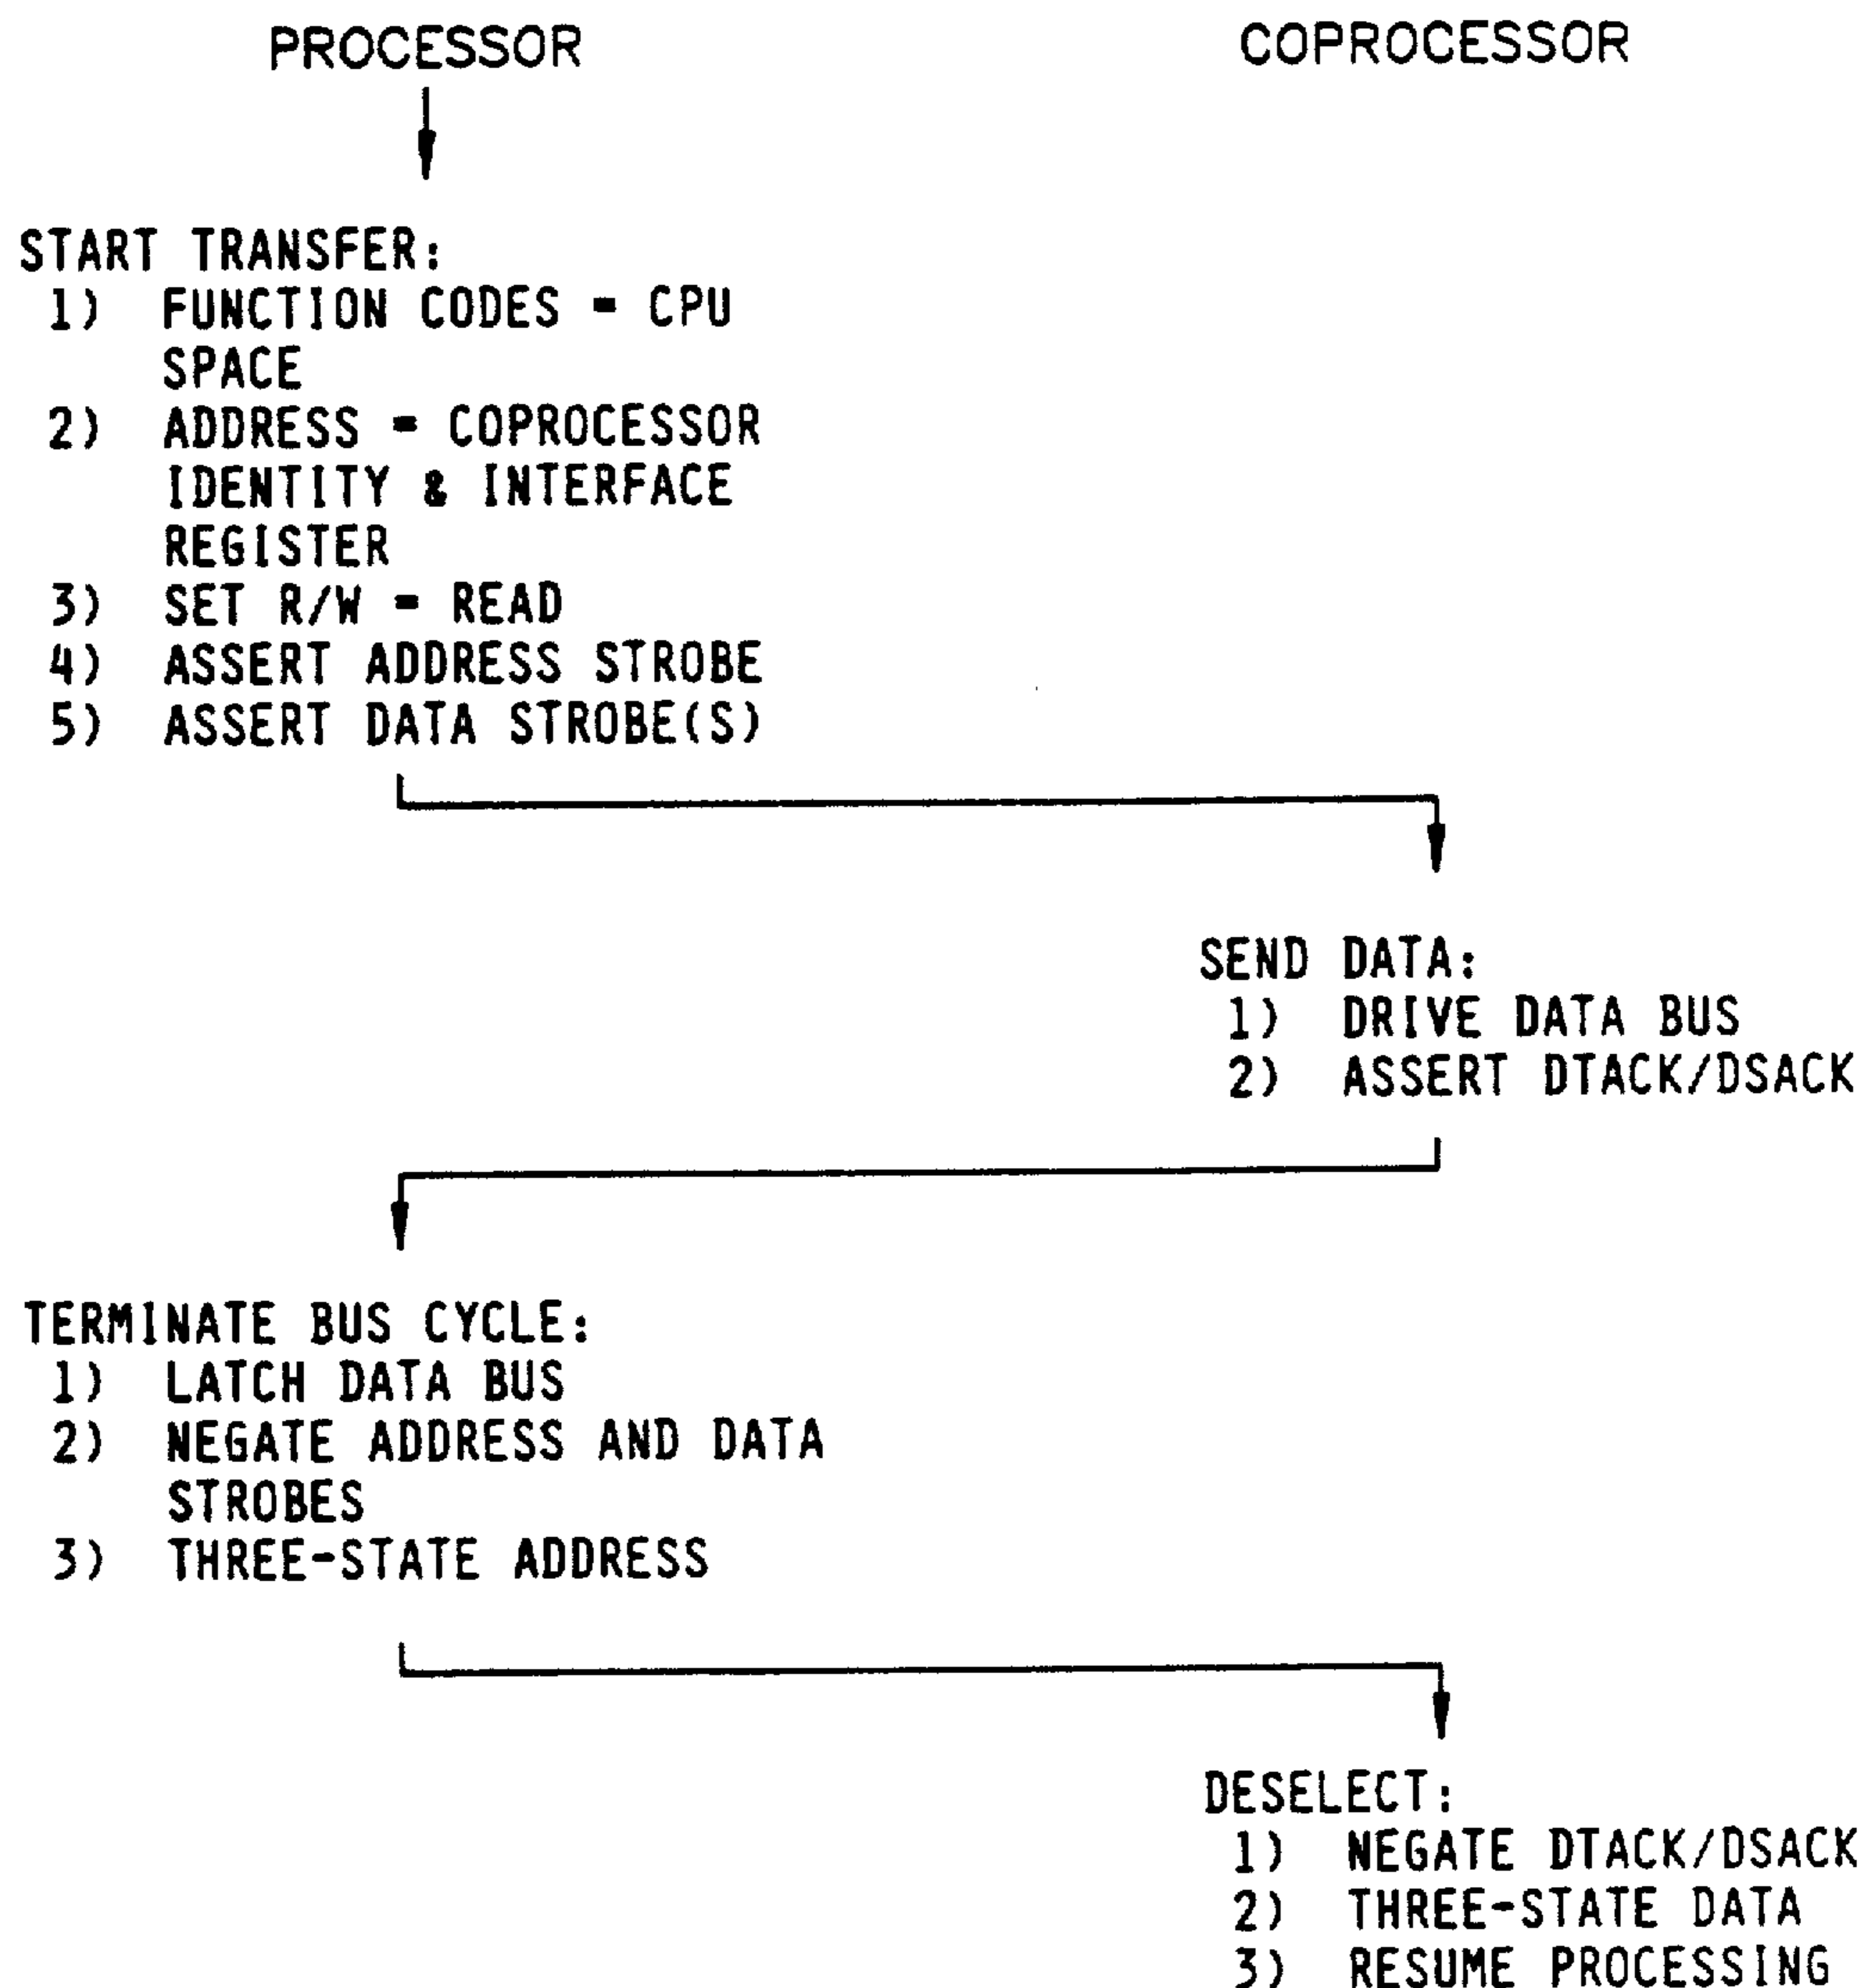 PROCESSOR
COPROCESSOR
START TRANSFER:
1) FUNCTION CODES = CPU
SPACE
2) ADDRESS = COPROCESSOR
IDENTITY & INTERFACE
REGISTER
3) SET R/W = READ
4) ASSERT ADDRESS STROBE
5) ASSERT DATA STROBE(S)
SEND DATA:
1) DRIVE DATA BUS
2) ASSERT DTACK/DSACK
TERMINATE BUS CYCLE:
1) LATCH DATA BUS
2) NEGATE ADDRESS AND DATA
STROBES
3) THREE-STATE ADDRESS
DESELECT:
1) NEGATE DTACK/DSACK
2) THREE-STATE DATA
3) RESUME PROCESSING